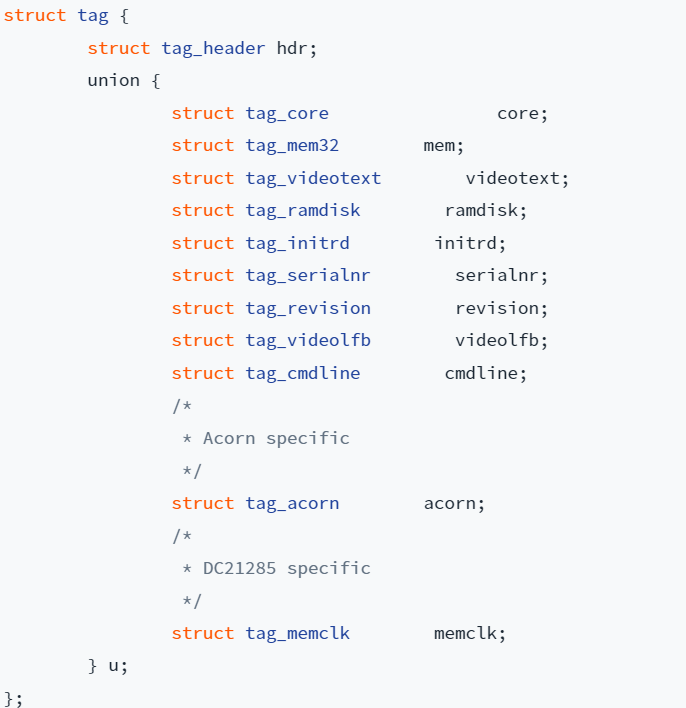 struct tag {
        struct tag_header hdr;
        union {
                struct tag_core                core;
                struct tag_mem32        mem;
                struct tag_videotext        videotext;
                struct tag_ramdisk        ramdisk;
                struct tag_initrd        initrd;
                struct tag_serialnr        serialnr;
                struct tag_revision        revision;
                struct tag_videolfb        videolfb;
                struct tag_cmdline        cmdline;
                /*
                 * Acorn specific
                 */
                struct tag_acorn        acorn;
                /*
                 * DC21285 specific
                 */
                struct tag_memclk        memclk;
        } u;
};